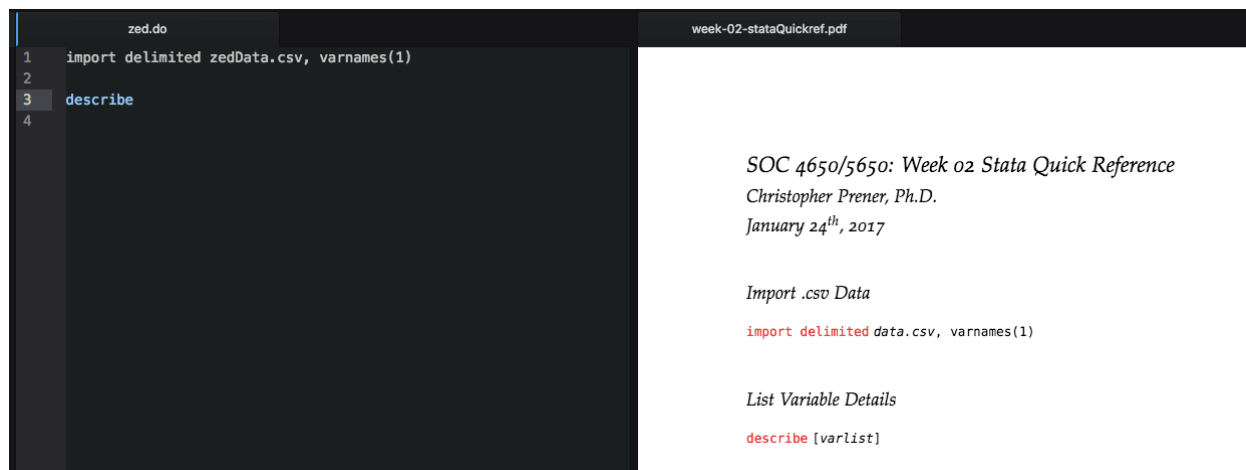 zed.do
1 import delimited zedData.csv, varnames(1)
2
3 describe
4
week-02-stataQuickref.pdf
SOC 4650/5650: Week 02 Stata Quick Reference
Christopher Prener, Ph.D.
January 24th, 2017
Import .csv Data
import delimited data.csv, varnames(1)
List Variable Details
describe [varlist]